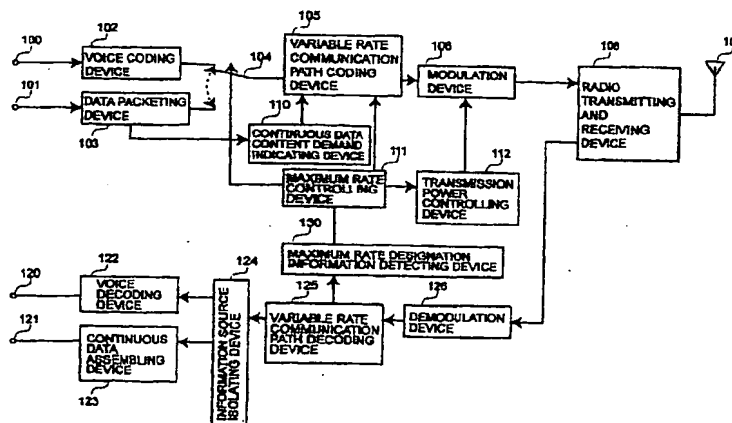 100
102
VOICE CODING
DEVICE
104
105
VARIABLE RATE
COMMUNICATION
PATH CODING
DEVICE
106
MODULATION
DEVICE
108
RADIO
TRANSMITTING
AND
RECEIVING
DEVICE
101
DATA PACKETING
DEVICE
103
110
CONTINUOUS DATA
CONTENT DEMAND
INDICATING DEVICE
111
MAXIMUM RATE
CONTROLLING
DEVICE
112
TRANSMISSION
POWER
CONTROLLING
DEVICE
130
MAXIMUM RATE DESIGNATION
INFORMATION DETECTING DEVICE
120
122
VOICE
DECODING
DEVICE
124
INFORMATION SOURCE
ISOLATING DEVICE
125
VARIABLE RATE
COMMUNICATION
PATH DECODING
DEVICE
126
DEMODULATION
DEVICE
121
CONTINUOUS
DATA
ASSEMBLING
DEVICE
123